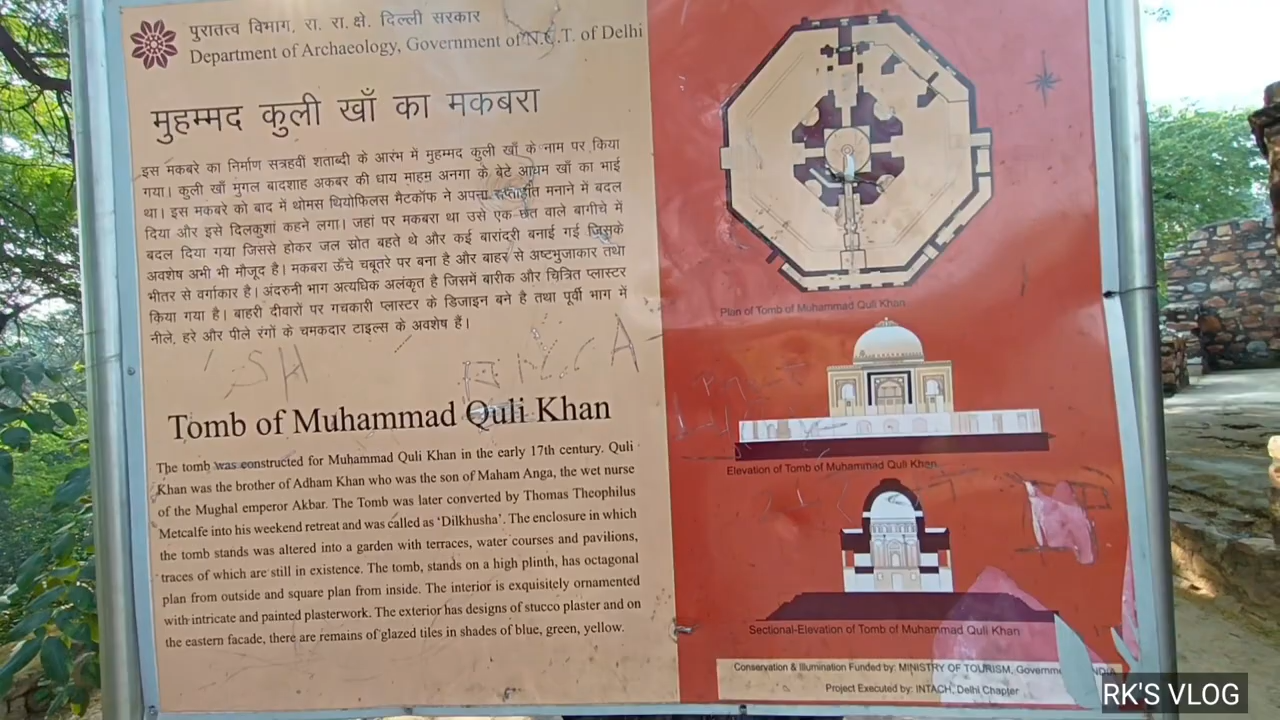 पुरातत्व विभाग, रा. रा. क्षे. दिल्ली सरकार
Department of Archaeology, Government of N.C.T. of Delhi
मुहम्मद कुली खाँ का मकबरा
इस मकबरे का निर्माण सत्रहवीं शताब्दी के आरंभ में मुहम्मद कुली खाँ के नाम पर किया
गया। कुली खाँ मुगल बादशाह अकबर की धाय माहम अनगा के बेटे आधम खाँ का भाई
था। इस मकबरे को बाद में थोमस थियोफिलस मैटकॉफ ने अपना सप्ताहांत मनाने में बदल
दिया और इसे दिलकुशां कहने लगा। जहां पर मकबरा था उसे एक छत वाले बागीचे में
बदल दिया गया जिससे होकर जल स्रोत बहते थे और कई बारांदरी बनाई गई जिसके
अवशेष अभी भी मौजूद है। मकबरा ऊँचे चबूतरे पर बना है और बाहर से अष्टभुजाकार तथा
भीतर से वर्गाकार है। अंदरुनी भाग अत्यधिक अलंकृत है जिसमें बारीक और चित्रित प्लास्टर
किया गया है। बाहरी दीवारों पर गचकारी प्लास्टर के डिजाइन बने है तथा पूर्वी भाग में
नीले, हरे और पीले रंगों के चमकदार टाइल्स के अवशेष हैं।
Tomb of Muhammad Quli Khan
The tomb was constructed for Muhammad Quli Khan in the early 17th century. Quli
Khan was the brother of Adham Khan who was the son of Maham Anga, the wet nurse
of the Mughal emperor Akbar. The Tomb was later converted by Thomas Theophilus
Metcalfe into his weekend retreat and was called as ‘Dilkhusha’. The enclosure in which
the tomb stands was altered into a garden with terraces, water courses and pavilions,
traces of which are still in existence. The tomb, stands on a high plinth, has octagonal
plan from outside and square plan from inside. The interior is exquisitely ornamented
with intricate and painted plasterwork. The exterior has designs of stucco plaster and on
the eastern facade, there are remains of glazed tiles in shades of blue, green, yellow.
Plan of Tomb of Muhammad Quli Khan
Elevation of Tomb of Muhammad Quli Khan
Sectional-Elevation of Tomb of Muhammad Quli Khan
Conservation & Illumination Funded by: MINISTRY OF TOURISM,
Project Executed by: INTACH, Delhi Chapter
RK'S VLOG